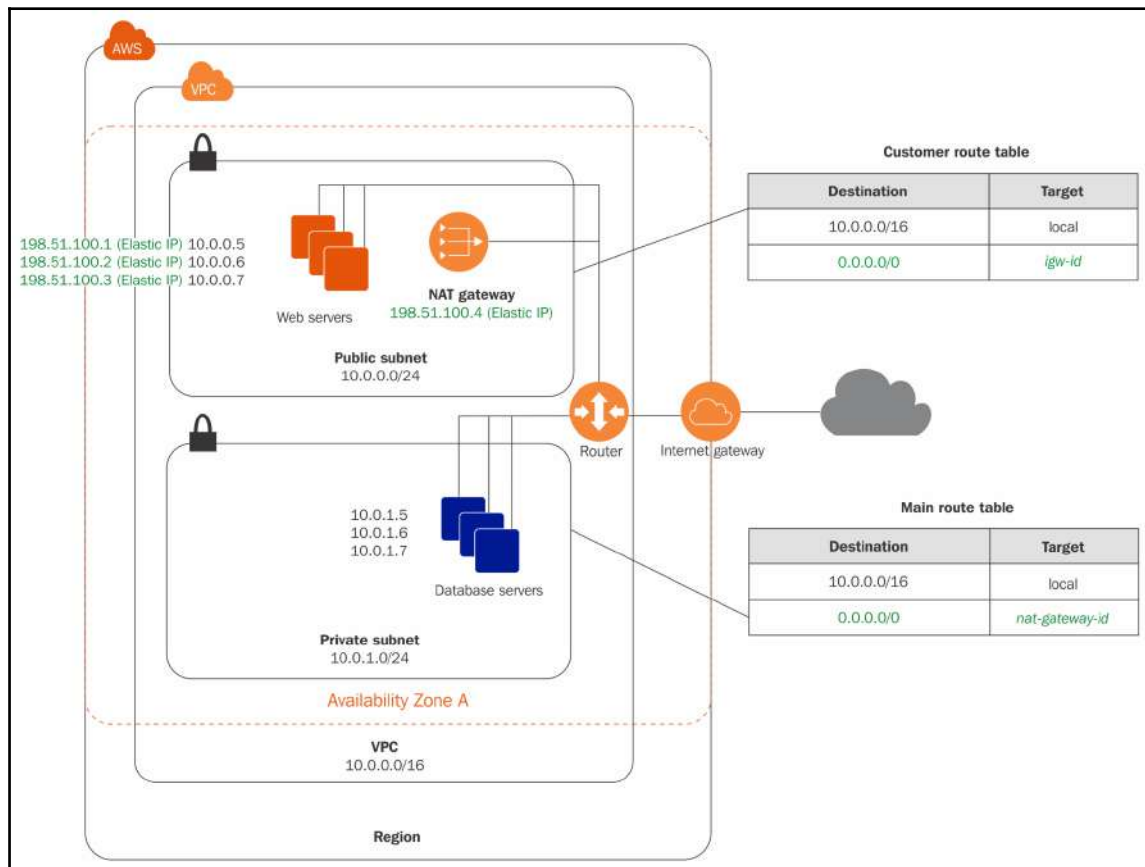 AWS
VPC
198.51.100.1 (Elastic IP) 10.0.0.5
198.51.100.2 (Elastic IP) 10.0.0.6
198.51.100.3 (Elastic IP) 10.0.0.7
Web servers
NAT gateway
198.51.100.4 (Elastic IP)
Public subnet
10.0.0.0/24
Customer route table
Destination Target
10.0.0.0/16 local
0.0.0.0/0 igw-id
Router
Internet gateway
10.0.1.5
10.0.1.6
10.0.1.7
Database servers
Private subnet
10.0.1.0/24
Main route table
Destination Target
10.0.0.0/16 local
0.0.0.0/0 nat-gateway-id
Availability Zone A
VPC
10.0.0.0/16
Region